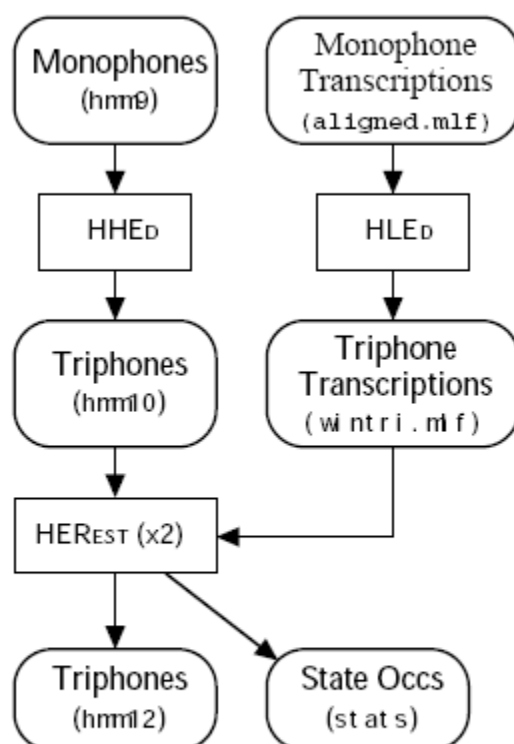 Monophones
(hmm9)
Monophone
Transcriptions
(aligned.mlf)
HHED
HLED
Triphones
(hmm10)
Triphone
Transcriptions
(wintri.mlf)
HEREST (x2)
Triphones
(hmm12)
State Occs
(stats)